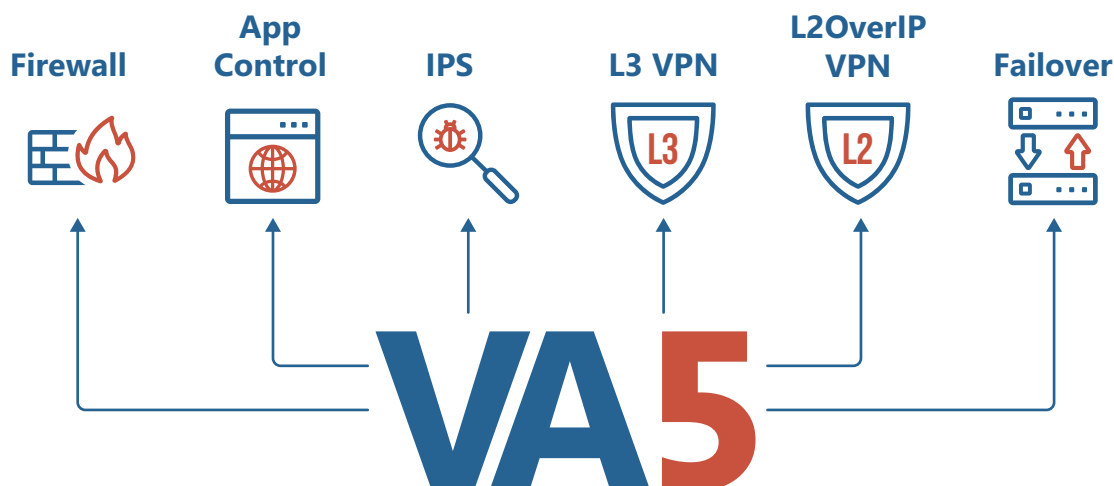 Firewall
App
Control
IPS
L3 VPN
L2OverIP
VPN
Failover
L3
L2
VA5